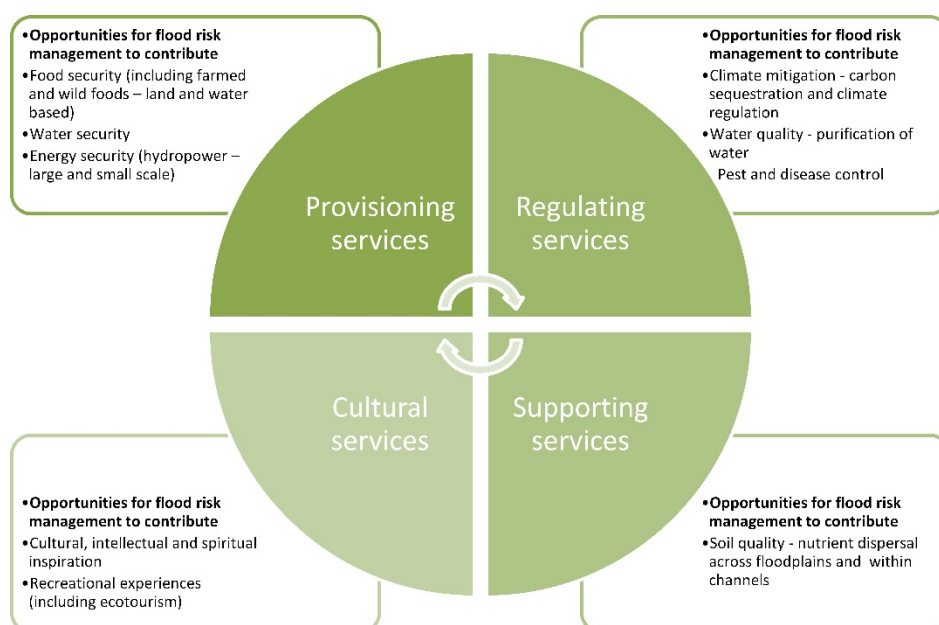 •Opportunities for flood risk
management to contribute
•Food security (including farmed
and wild foods – land and water
based)
•Water security
•Energy security (hydropower –
large and small scale)
•Opportunities for flood risk
management to contribute
•Climate mitigation - carbon
sequestration and climate
regulation
•Water quality - purification of
water
Pest and disease control
Provisioning
services
Regulating
services
Cultural
services
Supporting
services
•Opportunities for flood risk
management to contribute
•Cultural, intellectual and spiritual
inspiration
•Recreational experiences
(including ecotourism)
•Opportunities for flood risk
management to contribute
•Soil quality - nutrient dispersal
across floodplains and within
channels